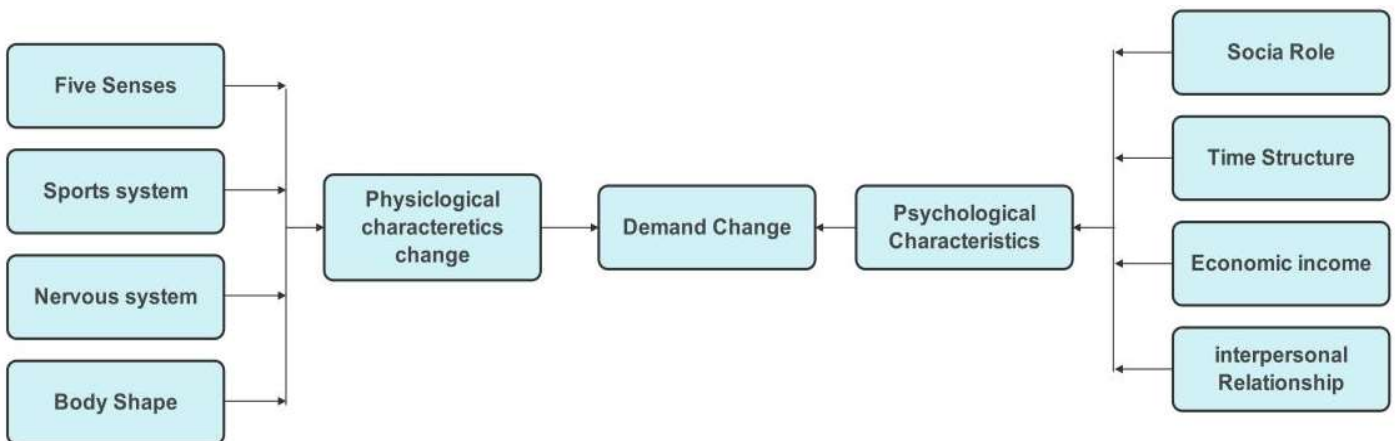 Five Senses
Sports system
Nervous system
Body Shape
Physiclogical
characteretics
change
Demand Change
Psychological
Characteristics
Socia Role
Time Structure
Economic income
interpersonal
Relationship